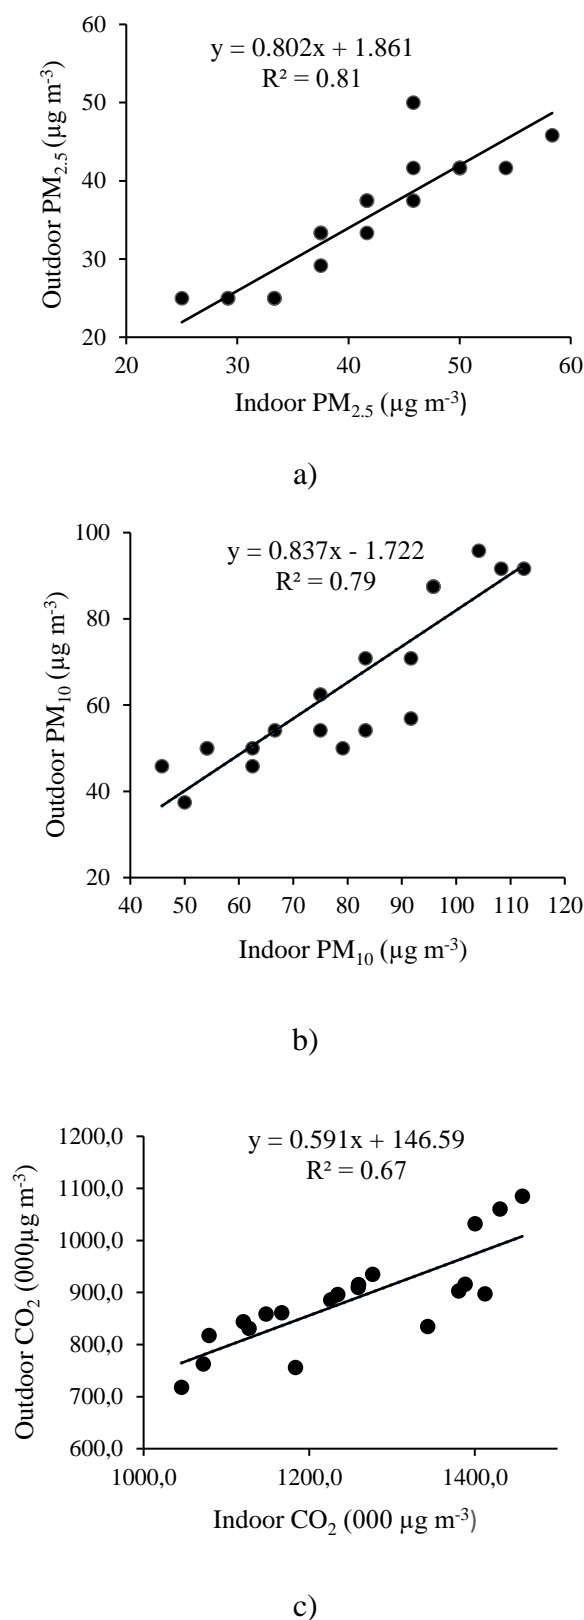 60
y = 0.802x + 1.861
R² = 0.81
50
40
30
20
Outdoor PM₂.₅ (µg m⁻³)
20 30 40 50 60
Indoor PM₂.₅ (µg m⁻³)
a)
100
y = 0.837x - 1.722
R² = 0.79
80
60
40
20
Outdoor PM₁₀ (µg m⁻³)
40 50 60 70 80 90 100 110 120
Indoor PM₁₀ (µg m⁻³)
b)
1200,0
y = 0.591x + 146.59
R² = 0.67
1100,0
1000,0
900,0
800,0
700,0
600,0
Outdoor CO₂ (000µg m⁻³)
1000,0 1200,0 1400,0
Indoor CO₂ (000 µg m⁻³)
c)